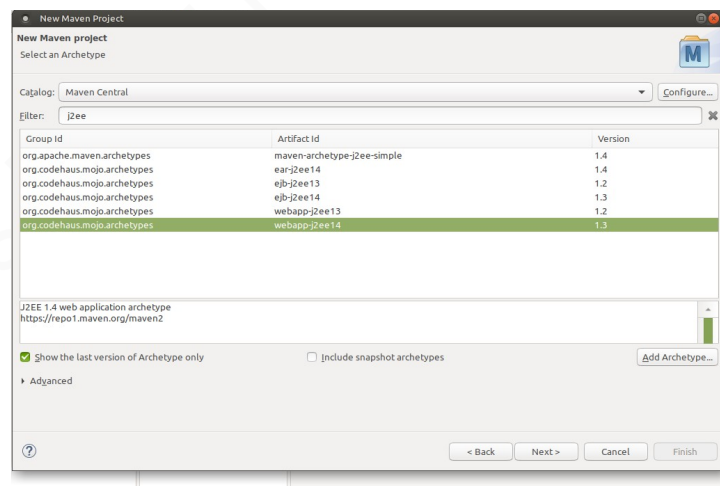 New Maven Project
New Maven project
Select an Archetype
M
Catalog: Maven Central Configure...
Filter: j2ee
Group Id Artifact Id Version
org.apache.maven.archetypes maven-archetype-j2ee-simple 1.4
org.codehaus.mojo.archetypes ear-j2ee14 1.4
org.codehaus.mojo.archetypes ejb-j2ee13 1.2
org.codehaus.mojo.archetypes ejb-j2ee14 1.3
org.codehaus.mojo.archetypes webapp-j2ee13 1.2
org.codehaus.mojo.archetypes webapp-j2ee14 1.3
J2EE 1.4 web application archetype
https://repo1.maven.org/maven2
Show the last version of Archetype only Include snapshot archetypes Add Archetype...
Advanced
? < Back Next > Cancel Finish